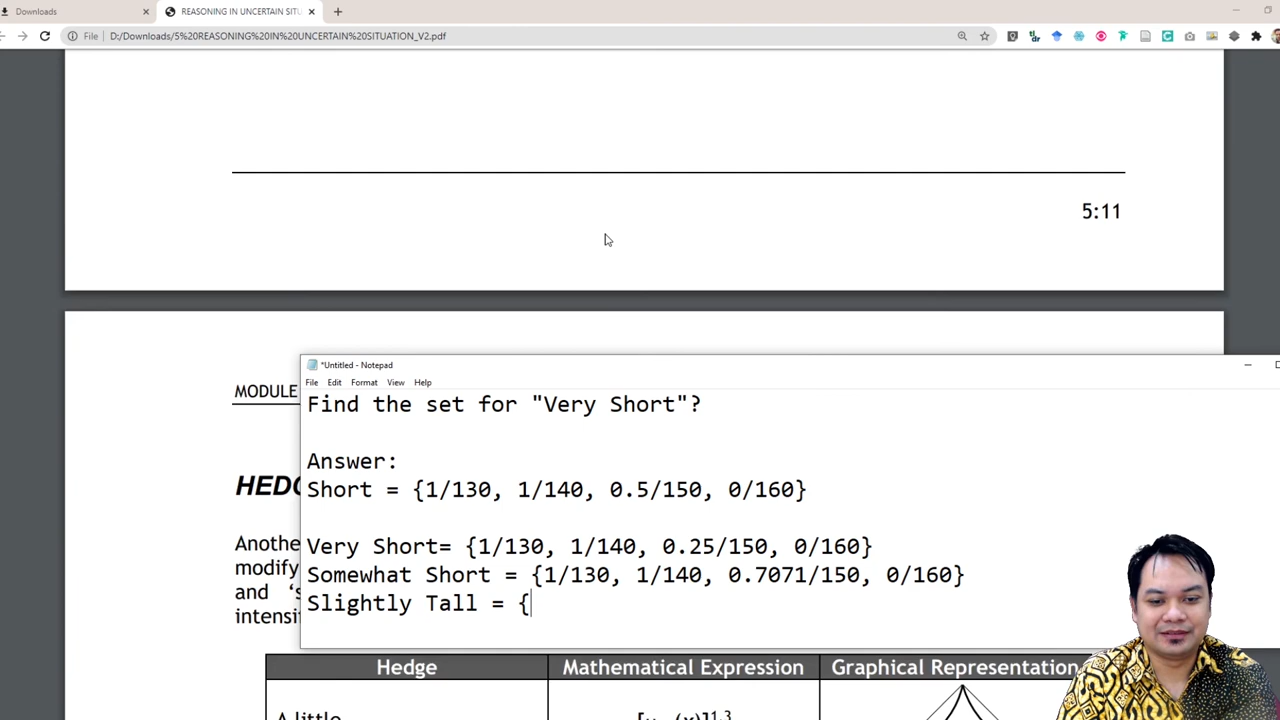 Downloads
REASONING IN UNCERTAIN SITU
File
D:/Downloads/5%20REASONING%20IN%20UNCERTAIN%20SITUATION_V2.pdf
5:11
*Untitled - Notepad
File Edit Format View Help
MODULE
Find the set for "Very Short"?
Answer:
Short = {1/130, 1/140, 0.5/150, 0/160}
Very Short= {1/130, 1/140, 0.25/150, 0/160}
Somewhat Short = {1/130, 1/140, 0.7071/150, 0/160}
Slightly Tall = {
HEDG
Anothe
modify
and ‘s
intensi
Hedge
Mathematical Expression
Graphical Representation
A little